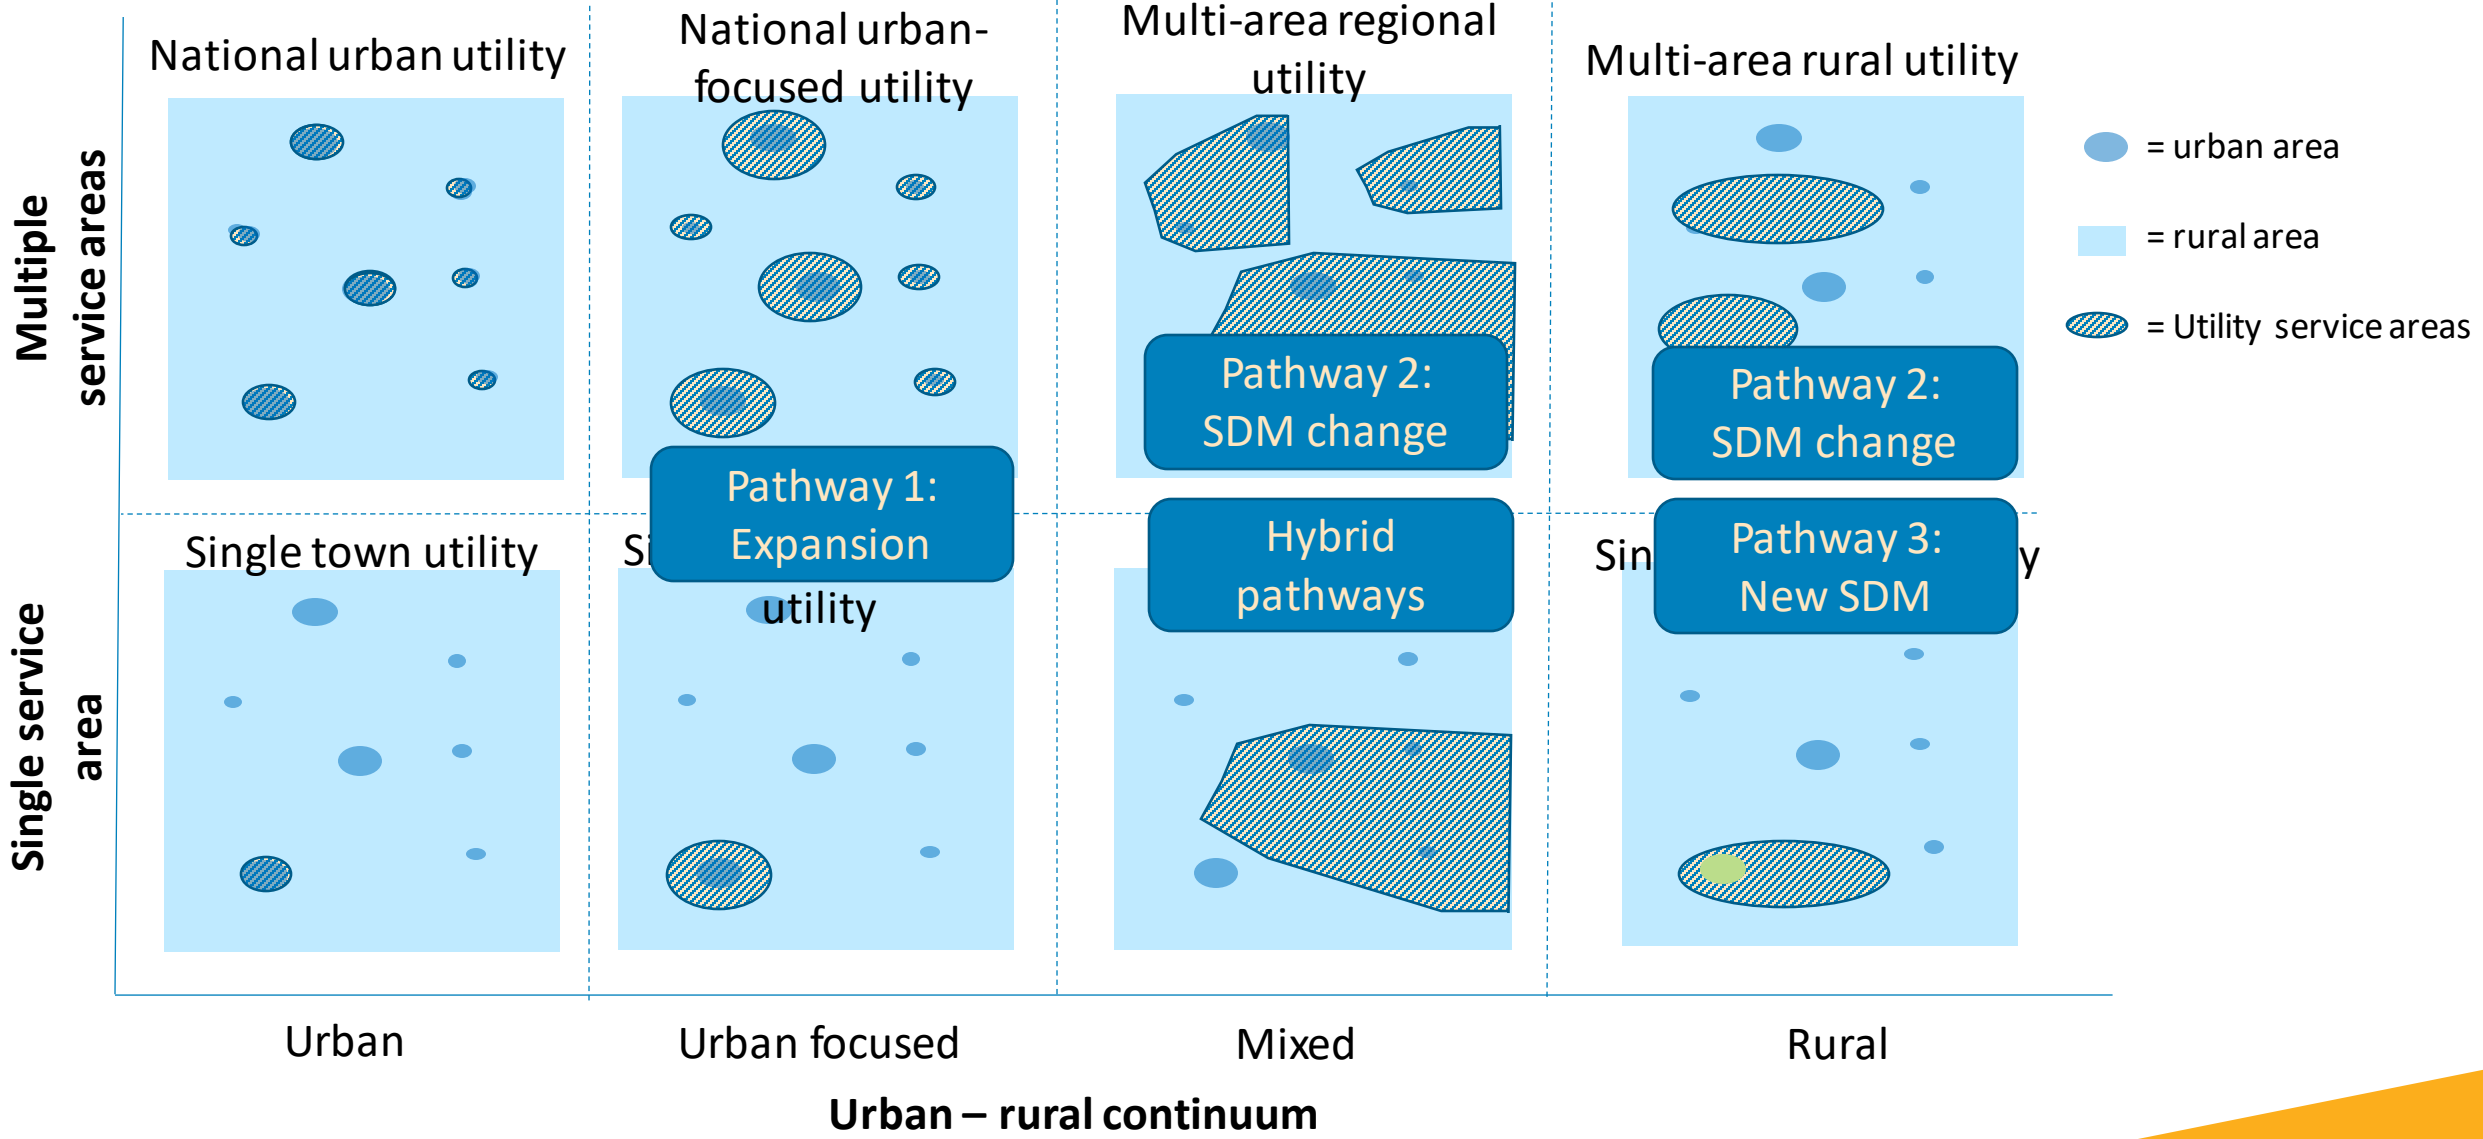 National urban utility
National urban-
focused utility
Multi-area regional
utility
Multi-area rural utility
= urban area
= rural area
= Utility service areas
Multiple
service areas
Pathway 2:
SDM change
Pathway 2:
SDM change
Pathway 1:
Expansion
Hybrid
pathways
Pathway 3:
New SDM
Single town utility
utility
Single service
area
Urban
Urban focused
Mixed
Rural
Urban – rural continuum